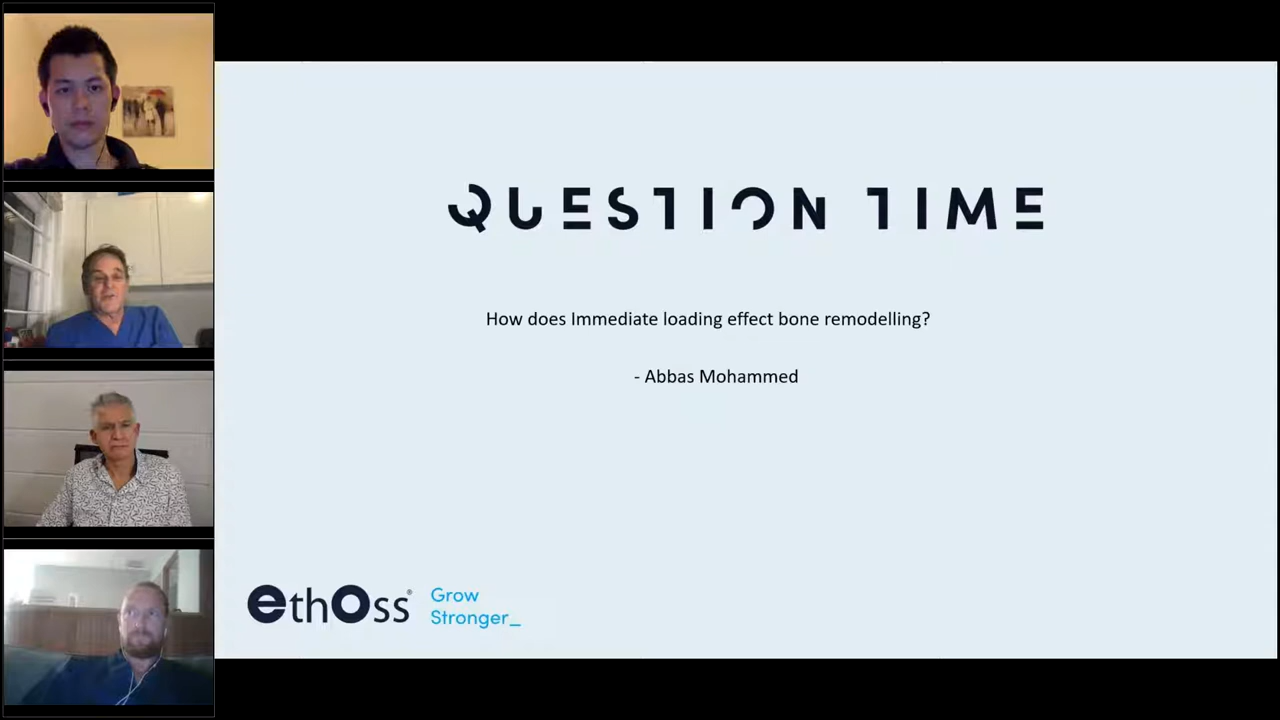 QUESTION TIME
How does Immediate loading effect bone remodelling?
- Abbas Mohammed
ethOss®
Grow
Stronger_